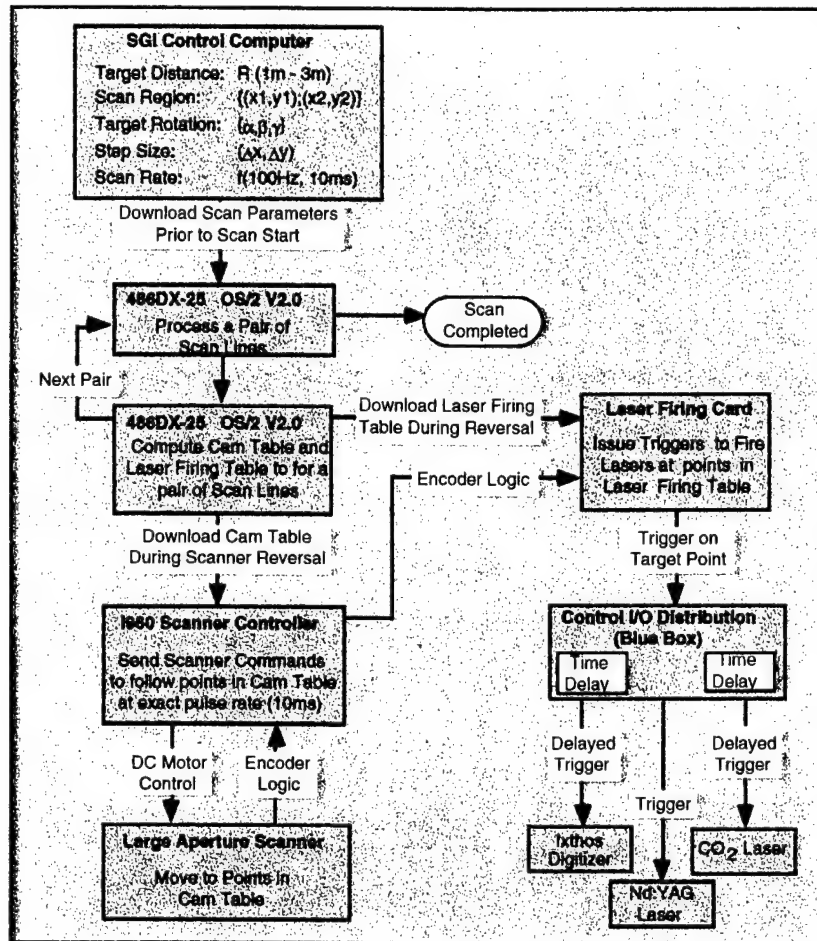 SGI Control Computer
Target Distance: R (1m - 3m)
Scan Region: {(x1,y1);(x2,y2)}
Target Rotation: (α,β,γ)
Step Size: (Δx,Δy)
Scan Rate: f(100Hz, 10ms)
Download Scan Parameters
Prior to Scan Start
486DX-25 OS/2 V2.0
Process a Pair of
Scan Lines
Scan
Completed
Next Pair
486DX-25 OS/2 V2.0
Compute Cam Table and
Laser Firing Table to for a
pair of Scan Lines
Download Laser Firing
Table During Reversal
Laser Firing Card
Issue Triggers to Fire
Lasers at points in
Laser Firing Table
Encoder Logic
Download Cam Table
During Scanner Reversal
Trigger on
Target Point
i960 Scanner Controller
Send Scanner Commands
to follow points in Cam Table
at exact pulse rate (10ms)
Control I/O Distribution
(Blue Box)
Time
Delay
Time
Delay
DC Motor
Control
Encoder
Logic
Delayed
Trigger
Trigger
Delayed
Trigger
Large Aperture Scanner
Move to Points in
Cam Table
Ixthos
Digitizer
Nd:YAG
Laser
CO2 Laser